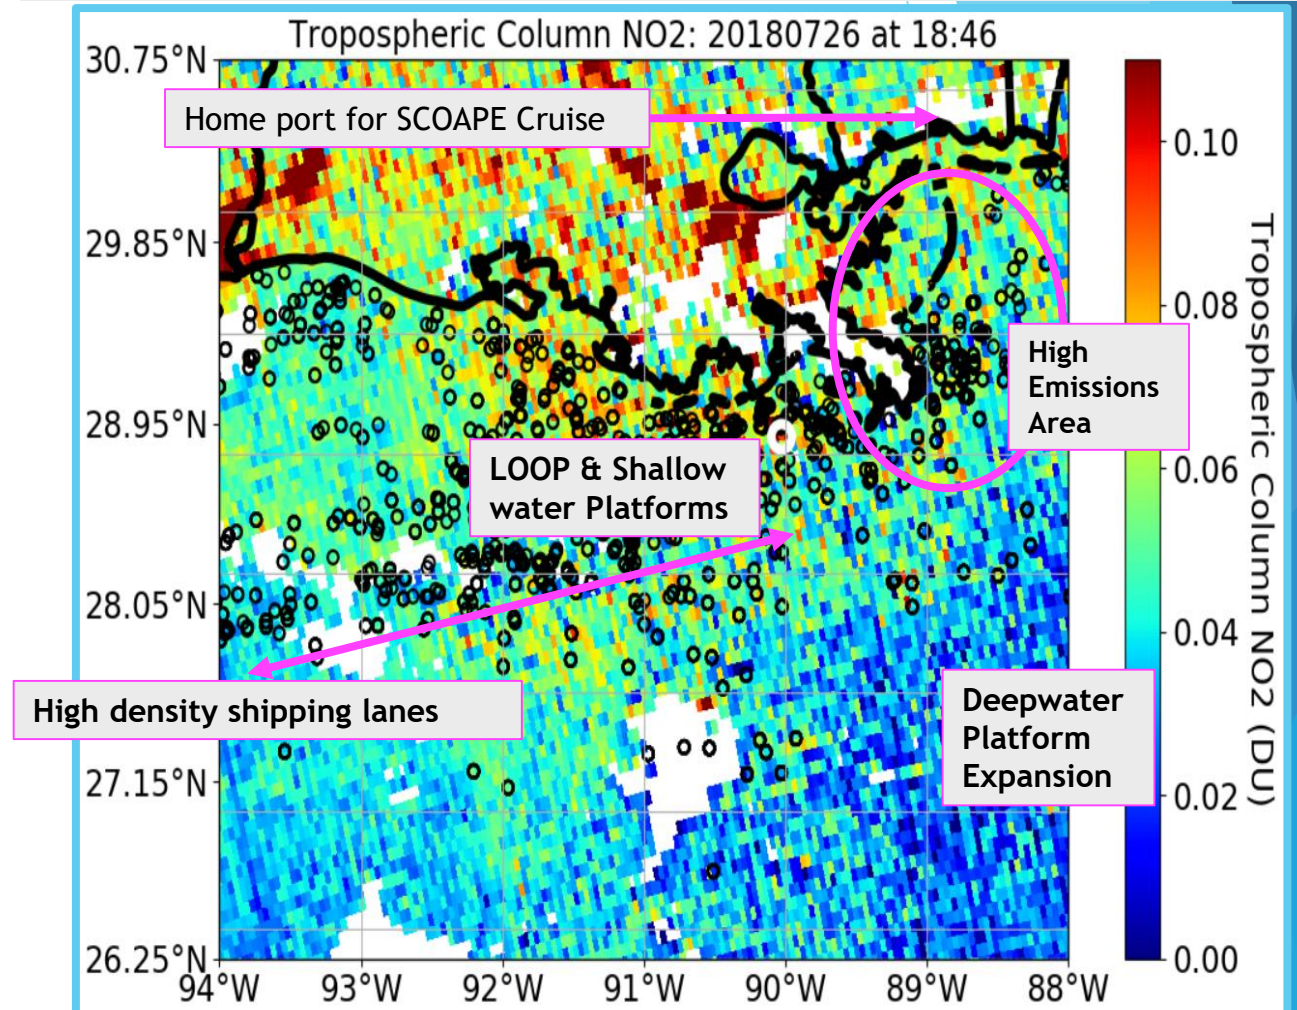 Tropospheric Column NO2: 20180726 at 18:46
30.75°N
Home port for SCOAPE Cruise
0.10
29.85°N
0.08
High
Emissions
Area
28.95°N
LOOP & Shallow
water Platforms
0.06
28.05°N
0.04
High density shipping lanes
Deepwater
Platform
Expansion
27.15°N
0.02
26.25°N
0.00
94°W 93°W 92°W 91°W 90°W 89°W 88°W
Tropospheric Column NO2 (DU)